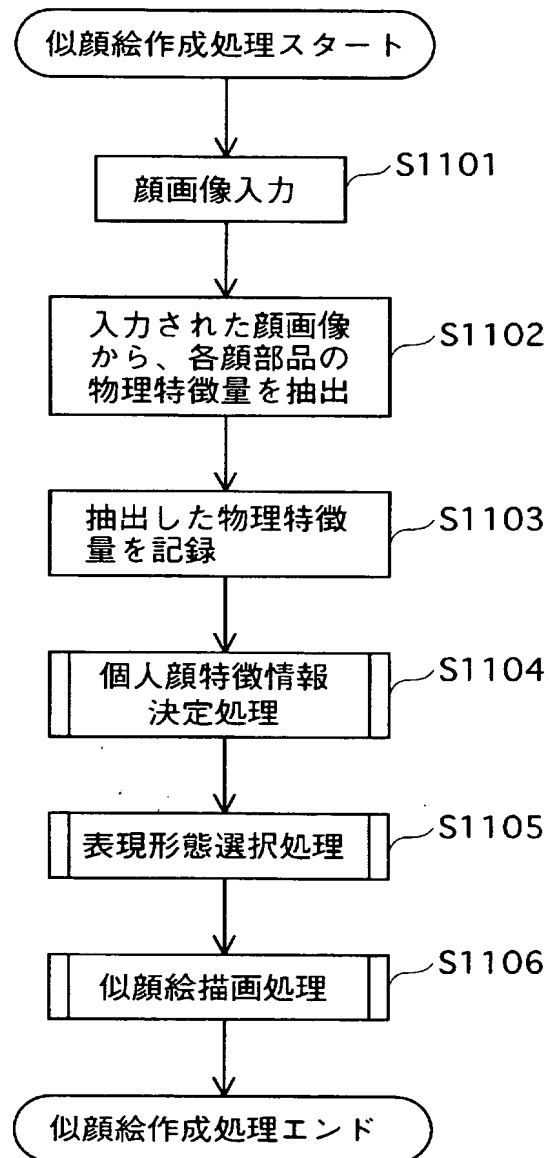 似顔絵作成処理スタート
顔画像入力
S1101
入力された顔画像
から、各顔部品の
物理特徴量を抽出
S1102
抽出した物理特徴
量を記録
S1103
個人顔特徴情報
決定処理
S1104
表現形態選択処理
S1105
似顔絵描画処理
S1106
似顔絵作成処理エンド